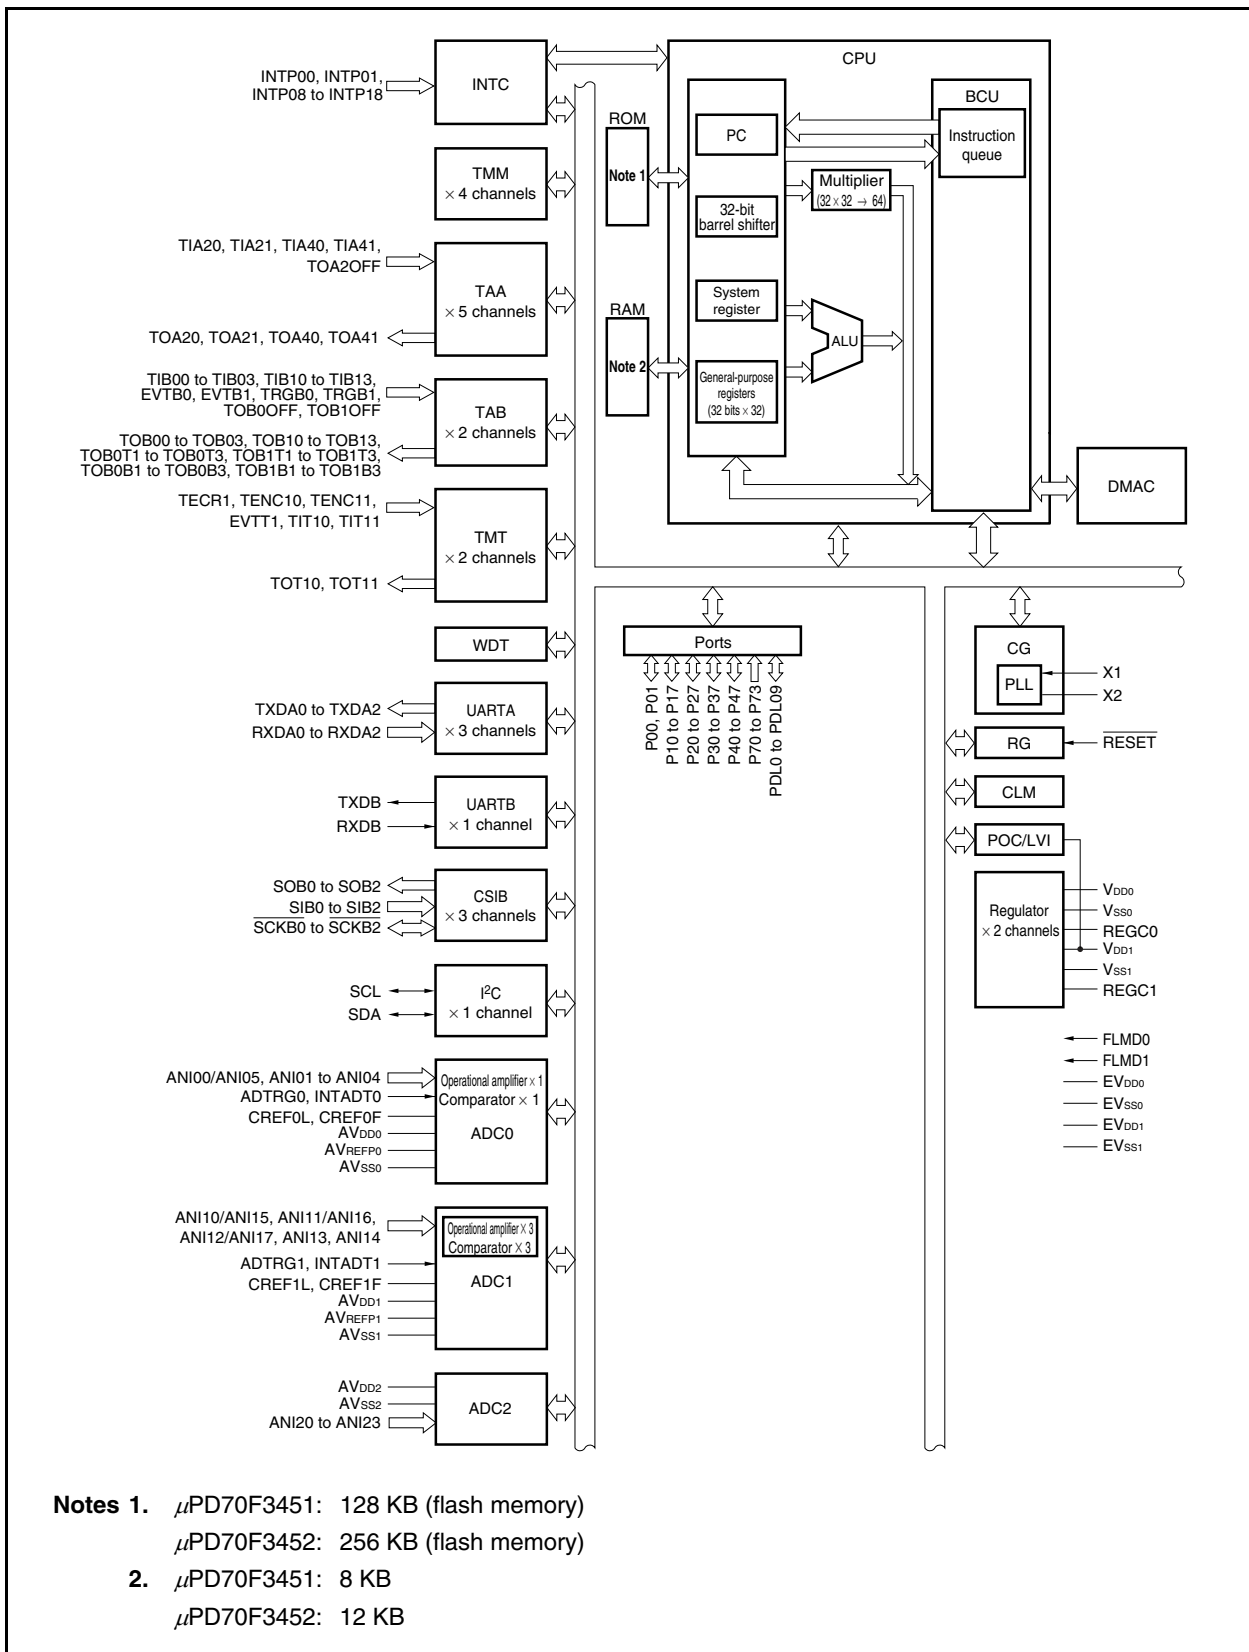 INTP00, INTP01,
INTP08 to INTP18
INTC
TMM
× 4 channels
TIA20, TIA21, TIA40, TIA41,
TOA2OFF
TAA
× 5 channels
TOA20, TOA21, TOA40, TOA41
TIB00 to TIB03, TIB10 to TIB13,
EVTB0, EVTB1, TRGB0, TRGB1,
TOB0OFF, TOB1OFF
TAB
× 2 channels
TOB00 to TOB03, TOB10 to TOB13,
TOB0T1 to TOB0T3, TOB1T1 to TOB1T3,
TOB0B1 to TOB0B3, TOB1B1 to TOB1B3
TECR1, TENC10, TENC11,
EVTT1, TIT10, TIT11
TMT
× 2 channels
TOT10, TOT11
WDT
TXDA0 to TXDA2
RXDA0 to RXDA2
UARTA
× 3 channels
TXDB
RXDB
UARTB
× 1 channel
SOB0 to SOB2
SIB0 to SIB2
SCKB0 to SCKB2
CSIB
× 3 channels
SCL
SDA
I²C
× 1 channel
ANI00/ANI05, ANI01 to ANI04
ADTRG0, INTADT0
CREF0L, CREF0F
AVDD0
AVREFP0
AVSS0
Operational amplifier × 1
Comparator × 1
ADC0
ANI10/ANI15, ANI11/ANI16,
ANI12/ANI17, ANI13, ANI14
ADTRG1, INTADT1
CREF1L, CREF1F
AVDD1
AVREFP1
AVSS1
Operational amplifier × 3
Comparator × 3
ADC1
AVDD2
AVSS2
ANI20 to ANI23
ADC2
ROM
Note 1
RAM
Note 2
CPU
PC
32-bit
barrel shifter
System
register
General-purpose
registers
(32 bits × 32)
Multiplier
(32 × 32 → 64)
ALU
BCU
Instruction
queue
DMAC
Ports
P00, P01
P10 to P17
P20 to P27
P30 to P37
P40 to P47
P70 to P73
PDL0 to PDL09
CG
PLL
X1
X2
RG
RESET
CLM
POC/LVI
Regulator
× 2 channels
VDD0
VSS0
REGC0
VDD1
VSS1
REGC1
FLMD0
FLMD1
EVDD0
EVSS0
EVDD1
EVSS1
Notes 1. μPD70F3451: 128 KB (flash memory)
μPD70F3452: 256 KB (flash memory)
2. μPD70F3451: 8 KB
μPD70F3452: 12 KB